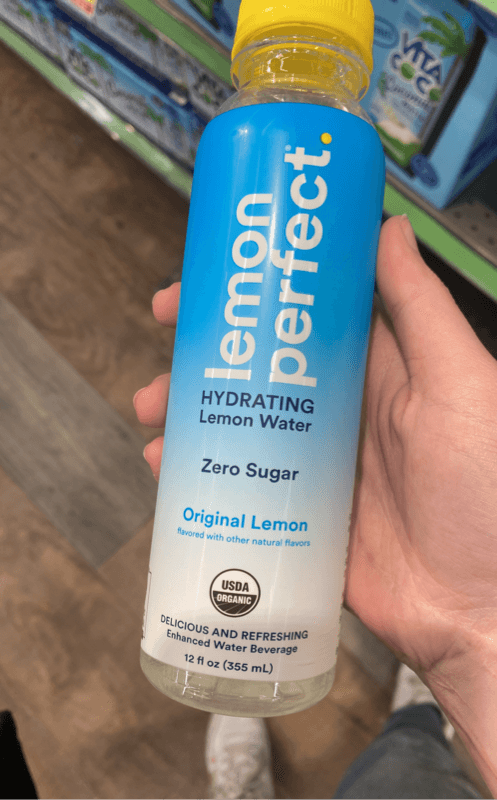 lemon
perfect.
HYDRATING
Lemon Water
Zero Sugar
Original Lemon
flavored with other natural flavors
USDA
ORGANIC
DELICIOUS AND REFRESHING
Enhanced Water Beverage
12 fl oz (355 mL)
VITA
COCO